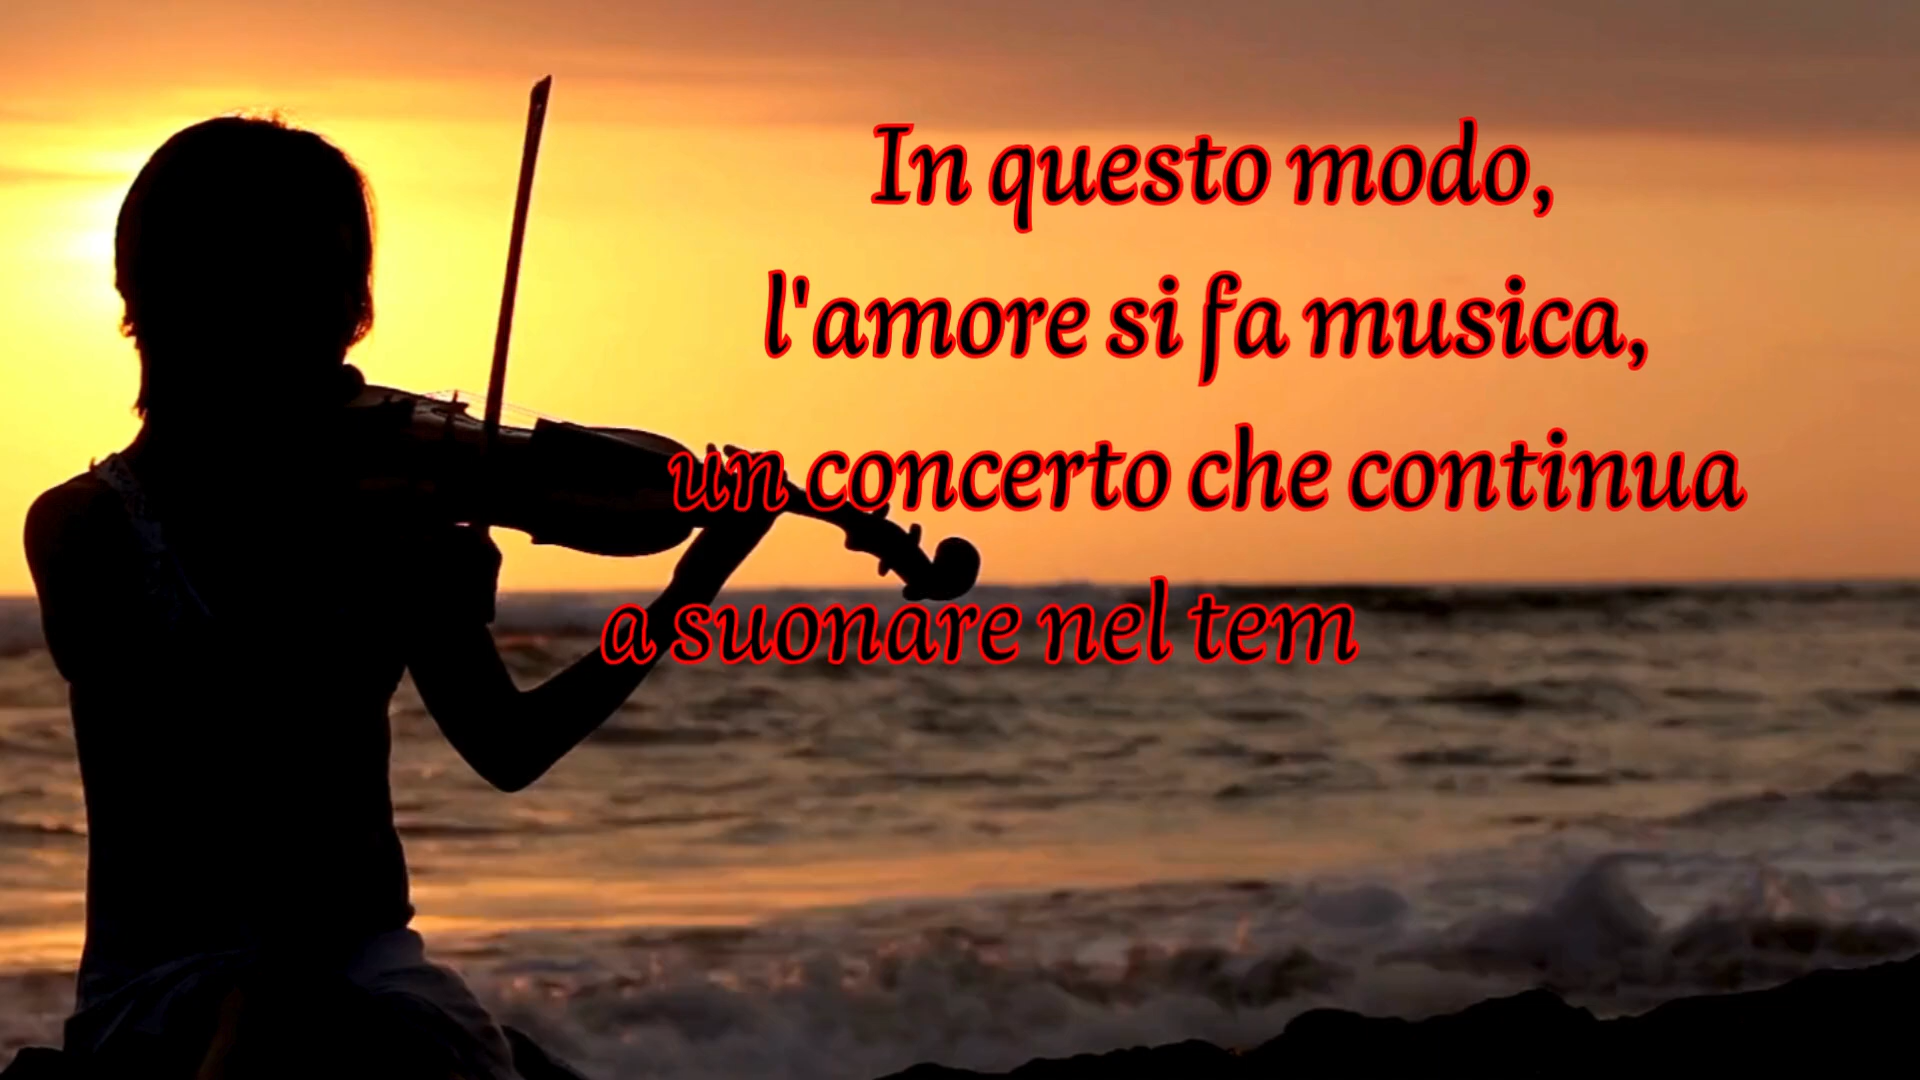 In questo modo,
l'amore si fa musica,
un concerto che continua
a suonare nel tem